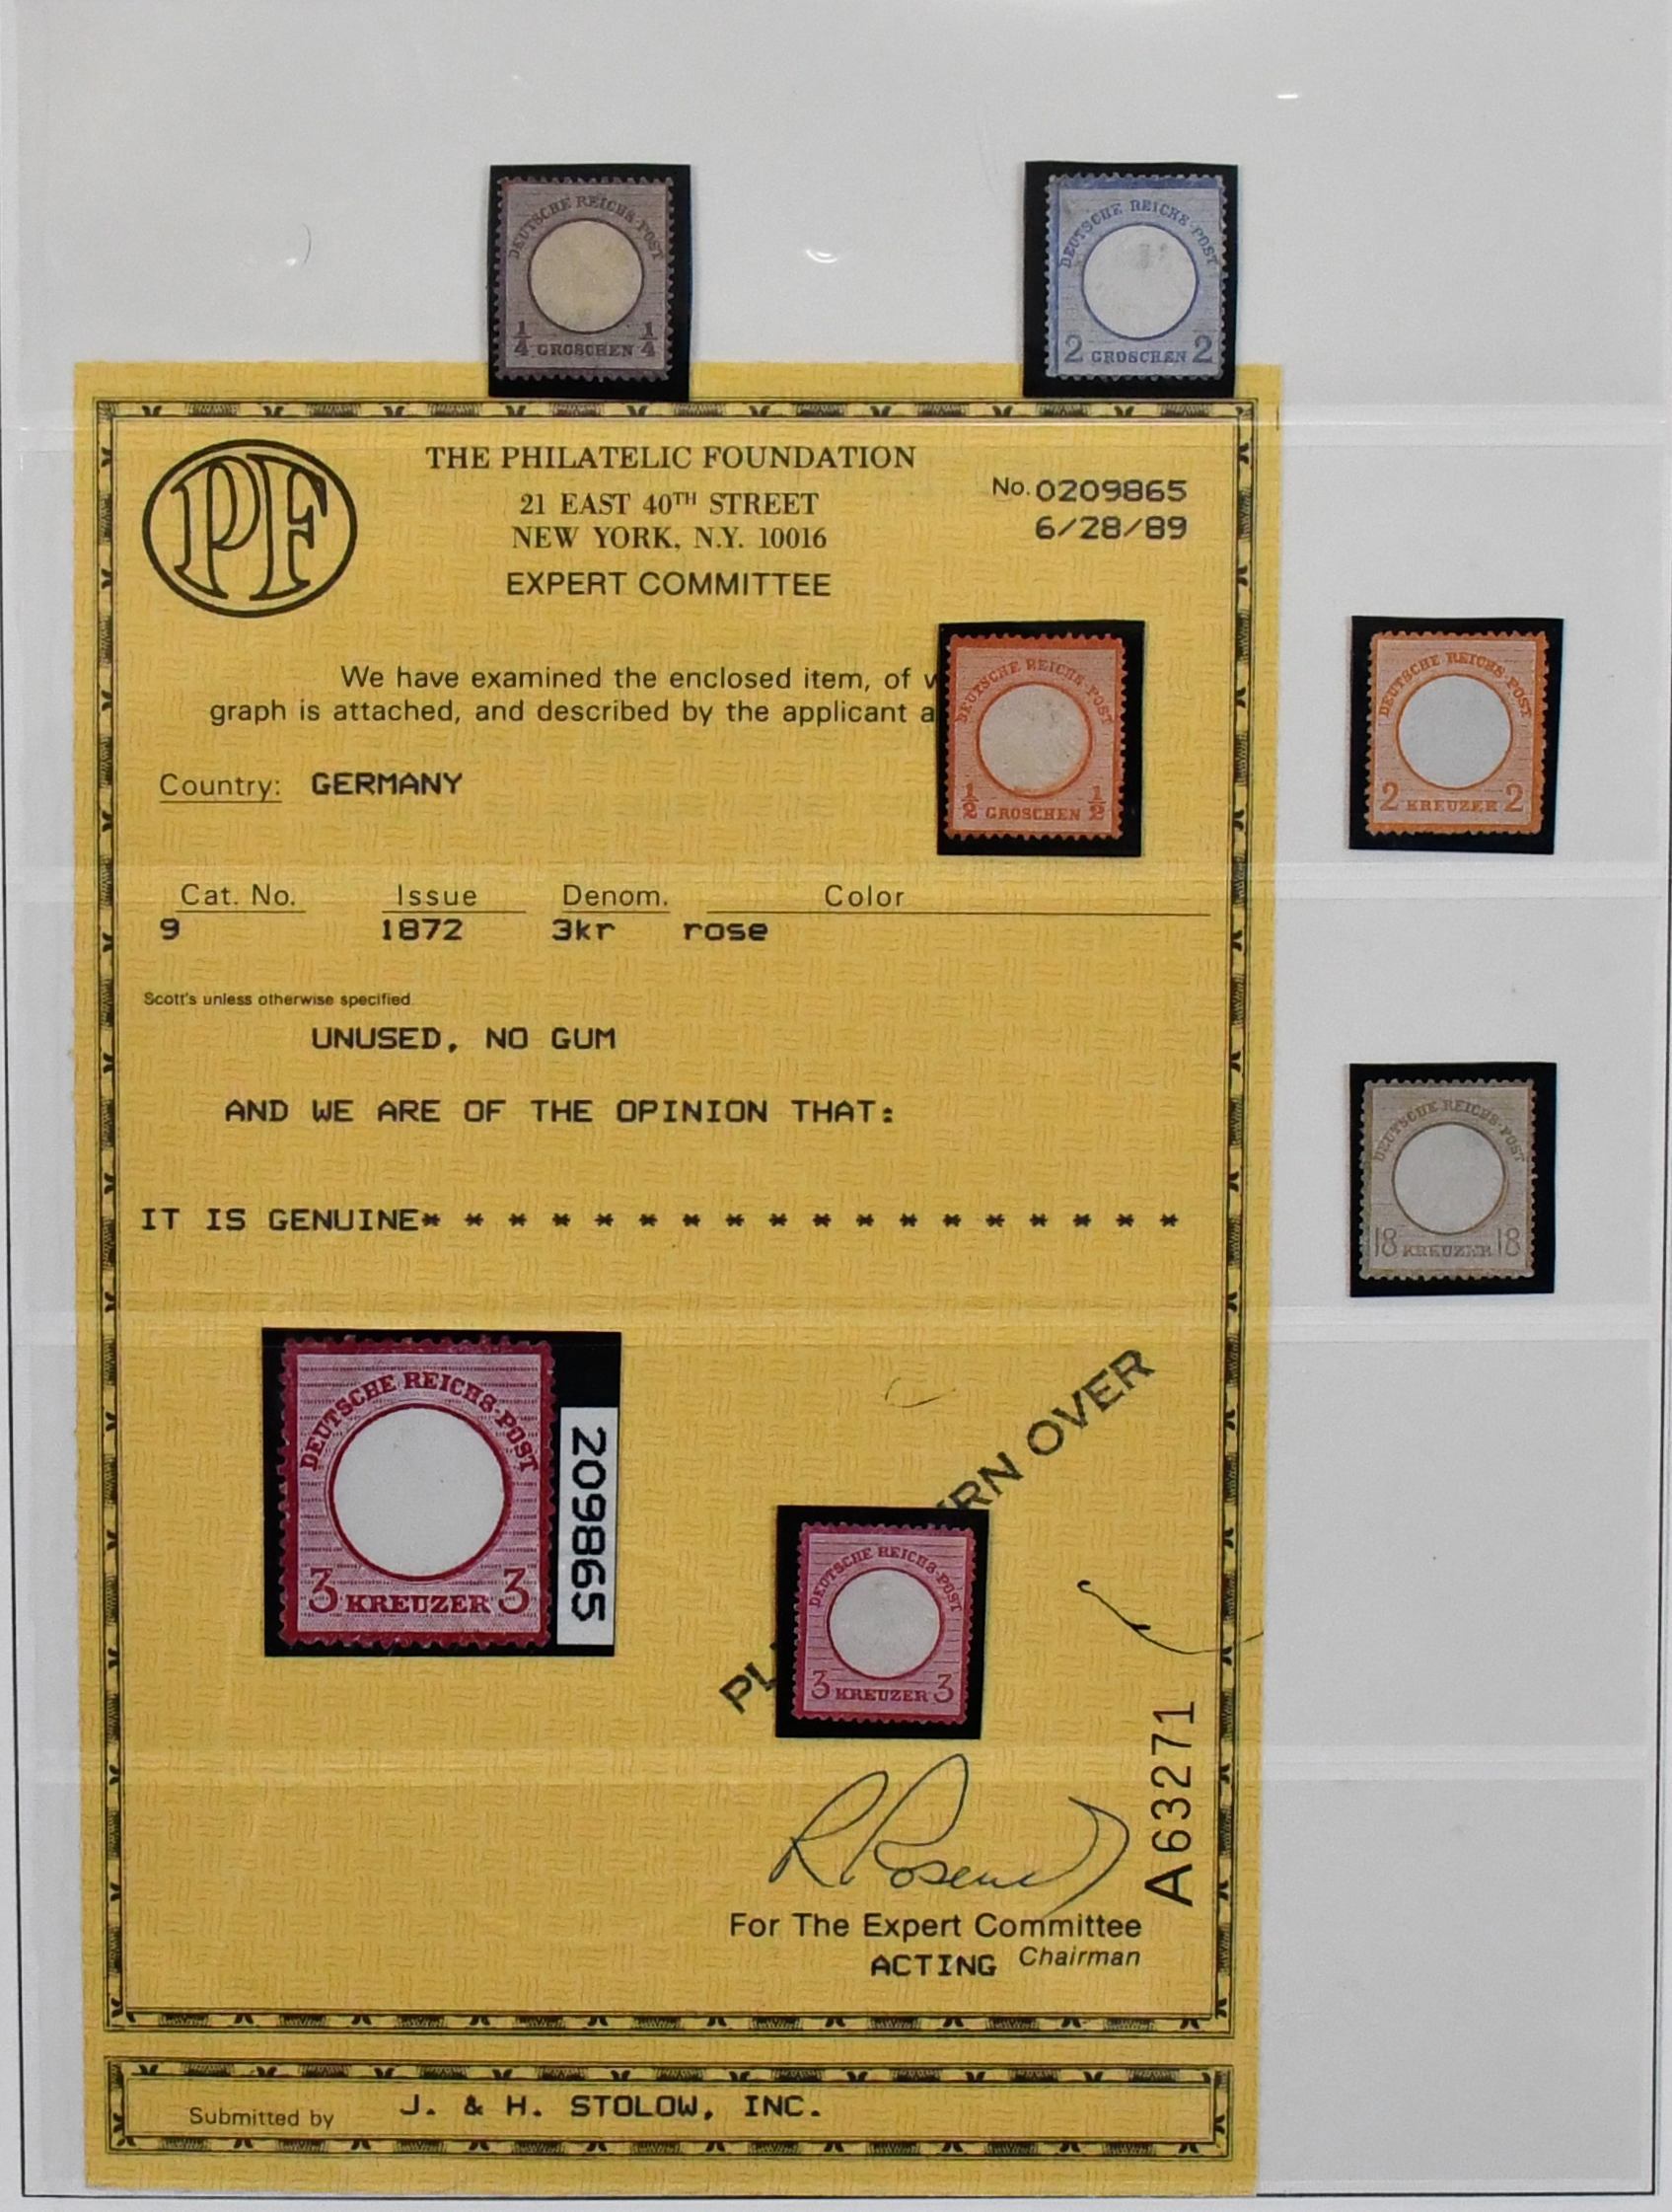 DEUTSCHE REICHS-POST
1/4 GROSCHEN 1/4
DEUTSCHE REICHS-POST
2 GROSCHEN 2
PF
THE PHILATELIC FOUNDATION
21 EAST 40TH STREET
NEW YORK, N.Y. 10016
EXPERT COMMITTEE
No. 0209865
6/28/89
We have examined the enclosed item, of
graph is attached, and described by the applicant
DEUTSCHE REICHS-POST
1/2 GROSCHEN 1/2
DEUTSCHE REICHS-POST
2 KREUZER 2
Country: GERMANY
Cat. No. Issue Denom. Color
9 1872 3kr rose
Scott's unless otherwise specified
UNUSED, NO GUM
AND WE ARE OF THE OPINION THAT:
DEUTSCHE REICHS-POST
18 KREUZER 18
IT IS GENUINE* * * * * * * * * * * * * * * * * *
DEUTSCHE REICHS-POST
3 KREUZER 3
209865
OVER
DEUTSCHE REICHS-POST
3 KREUZER 3
A63271
For The Expert Committee
ACTING Chairman
Submitted by J. & H. STOLOW, INC.